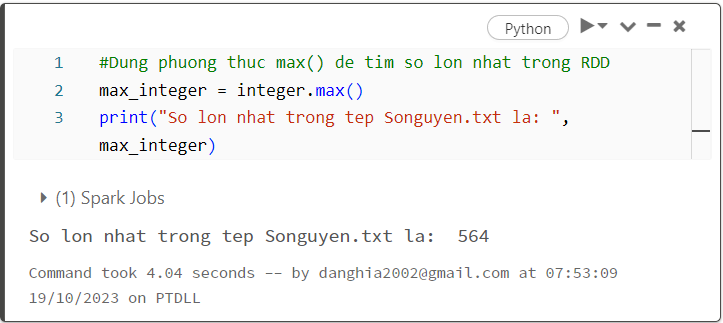 Python
1 #Dung phuong thuc max() de tim so lon nhat trong RDD
2 max_integer = integer.max()
3 print("So lon nhat trong tep Songuyen.txt la: ",
max_integer)
(1) Spark Jobs
So lon nhat trong tep Songuyen.txt la:  564
Command took 4.04 seconds -- by danghia2002@gmail.com at 07:53:09
19/10/2023 on PTDLL